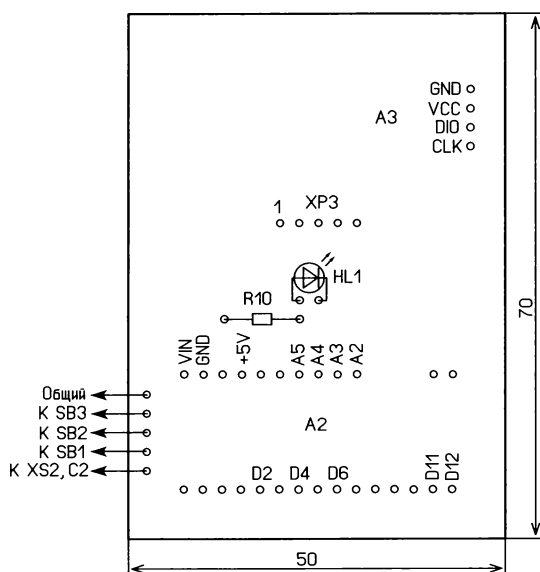 GND
VCC
DIO
CLK
A3
1
XP3
HL1
R10
VIN
GND
+5V
A5
A4
A3
A2
Общий
К SB3
К SB2
К SB1
К XS2, C2
A2
D2
D4
D6
D11
D12
50
70